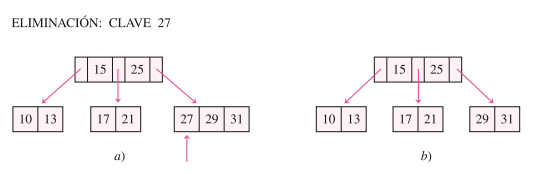 ELIMINACIÓN: CLAVE 27
15 25 15 25
10 13 17 21 27 29 31 10 13 17 21 29 31
a) b)